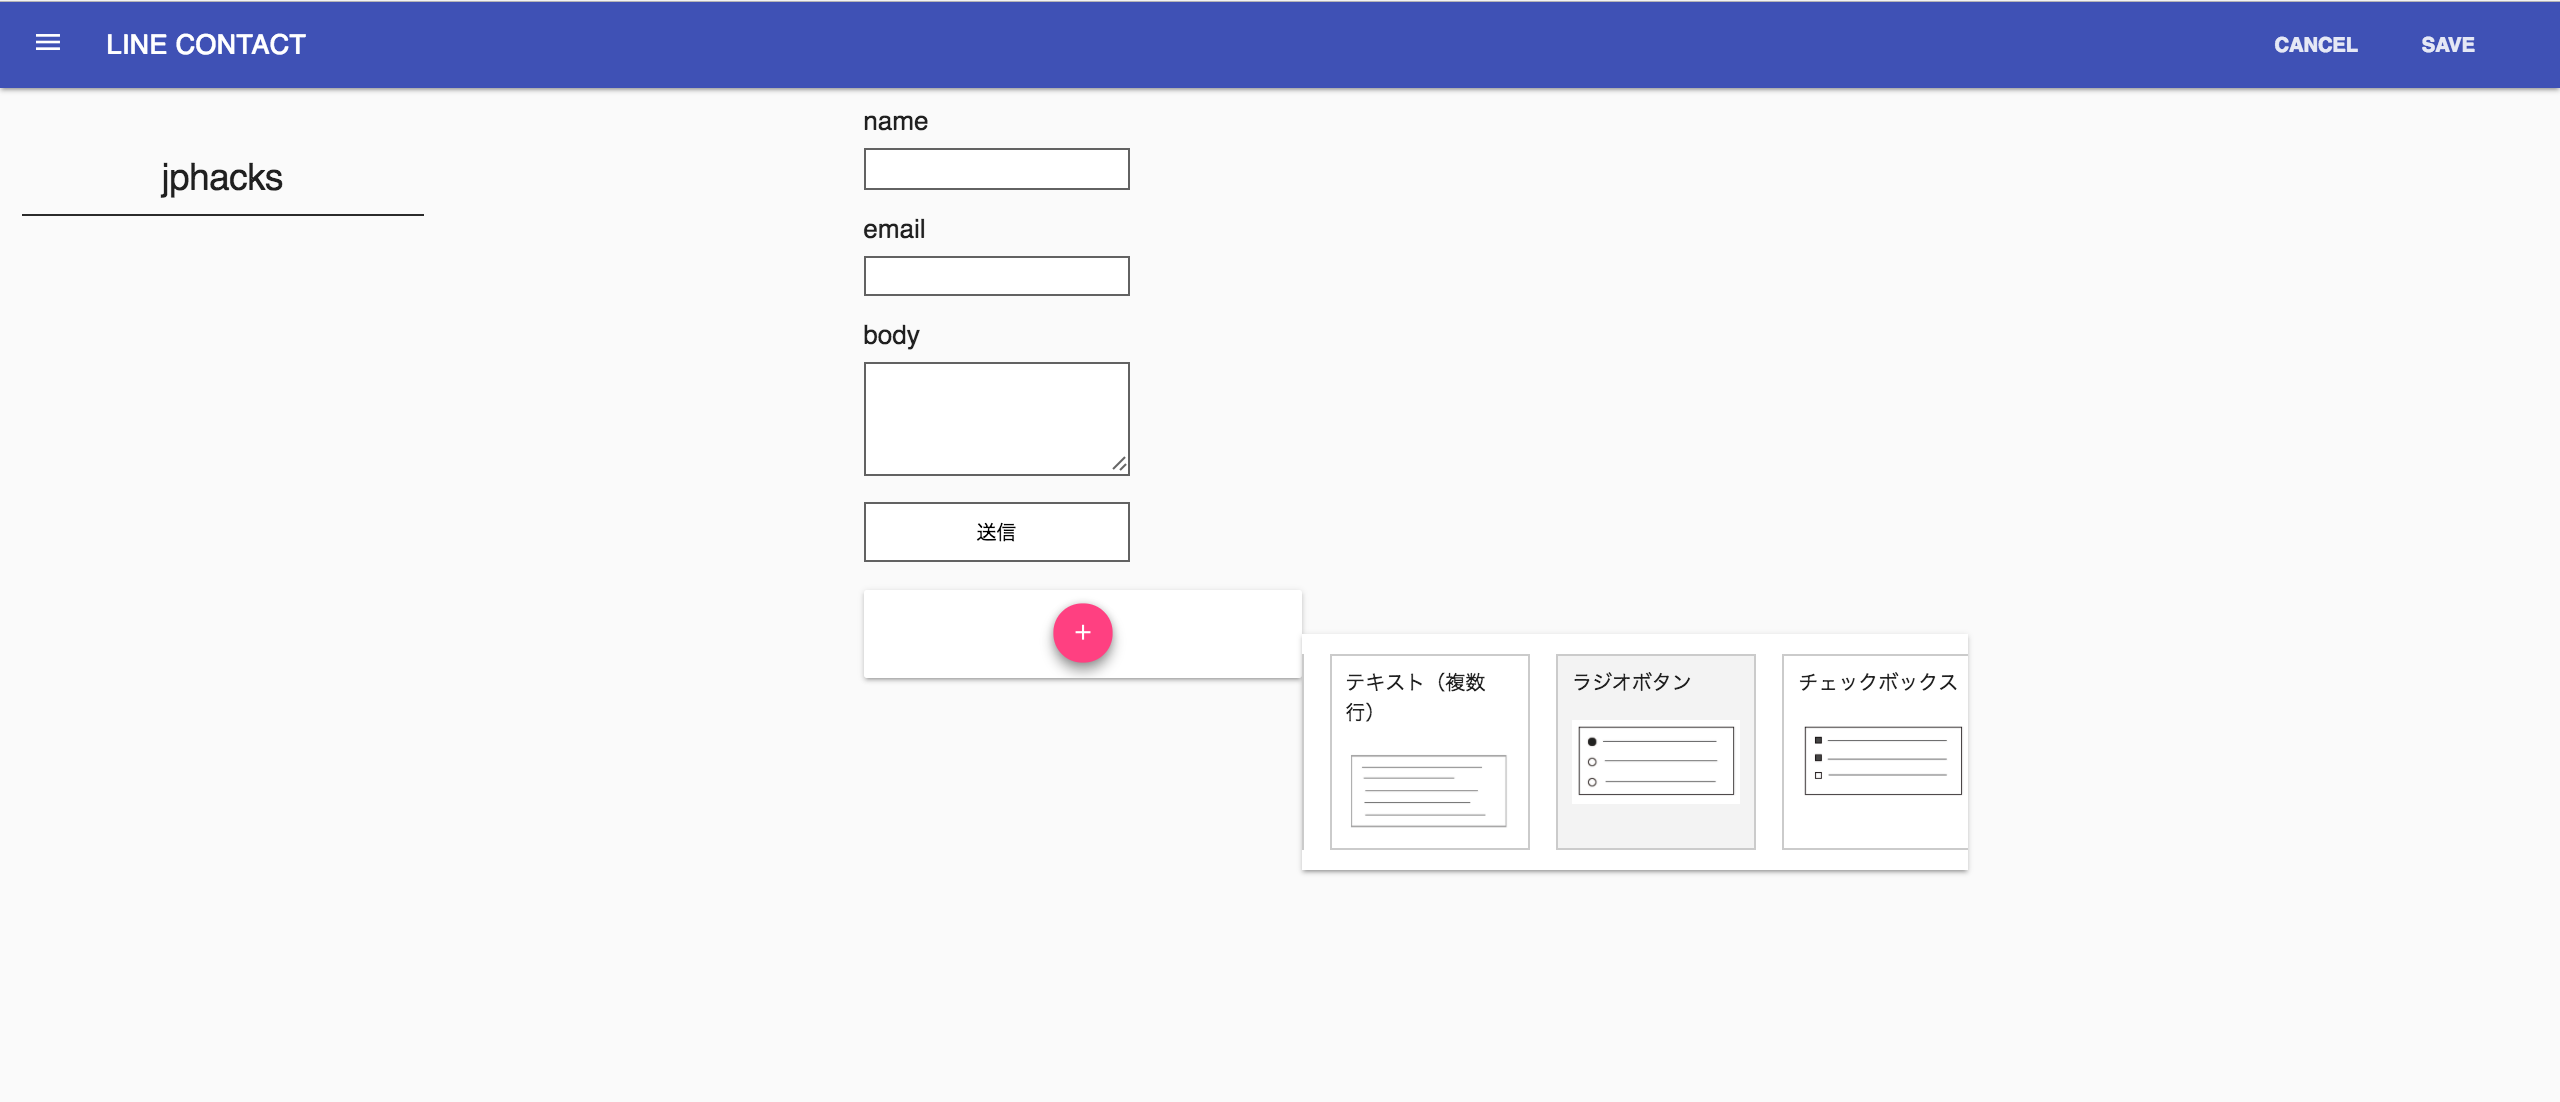 LINE CONTACT
CANCEL
SAVE
jphacks
name
email
body
送信
テキスト（複数
行）
ラジオボタン
チェックボックス